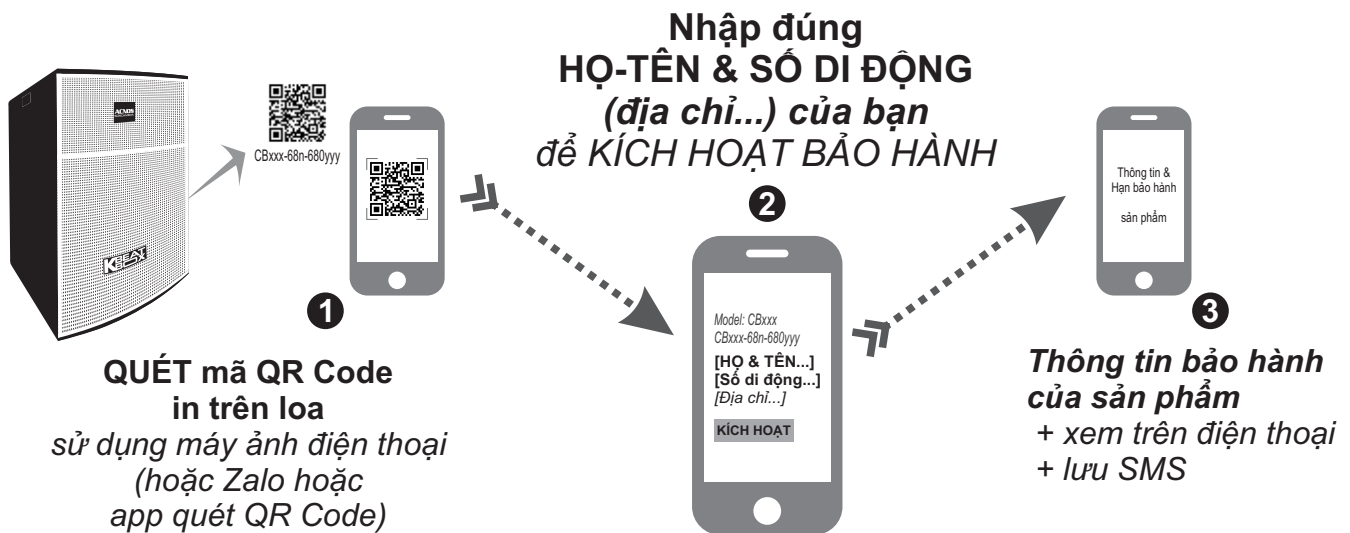 Nhập đúng
HỌ-TÊN & SỐ DI ĐỘNG
(địa chỉ...) của bạn
để KÍCH HOẠT BẢO HÀNH
2
ACNOS
KBEATBOX
CBxxx-68n-680yyy
1
QUÉT mã QR Code
in trên loa
sử dụng máy ảnh điện thoại
(hoặc Zalo hoặc
app quét QR Code)
Model: CBxxx
CBxxx-68n-680yyy
[HỌ & TÊN...]
[Số di động...]
[Địa chỉ...]
KÍCH HOẠT
Thông tin &
Hạn bảo hành
sản phẩm
3
Thông tin bảo hành
của sản phẩm
+ xem trên điện thoại
+ lưu SMS